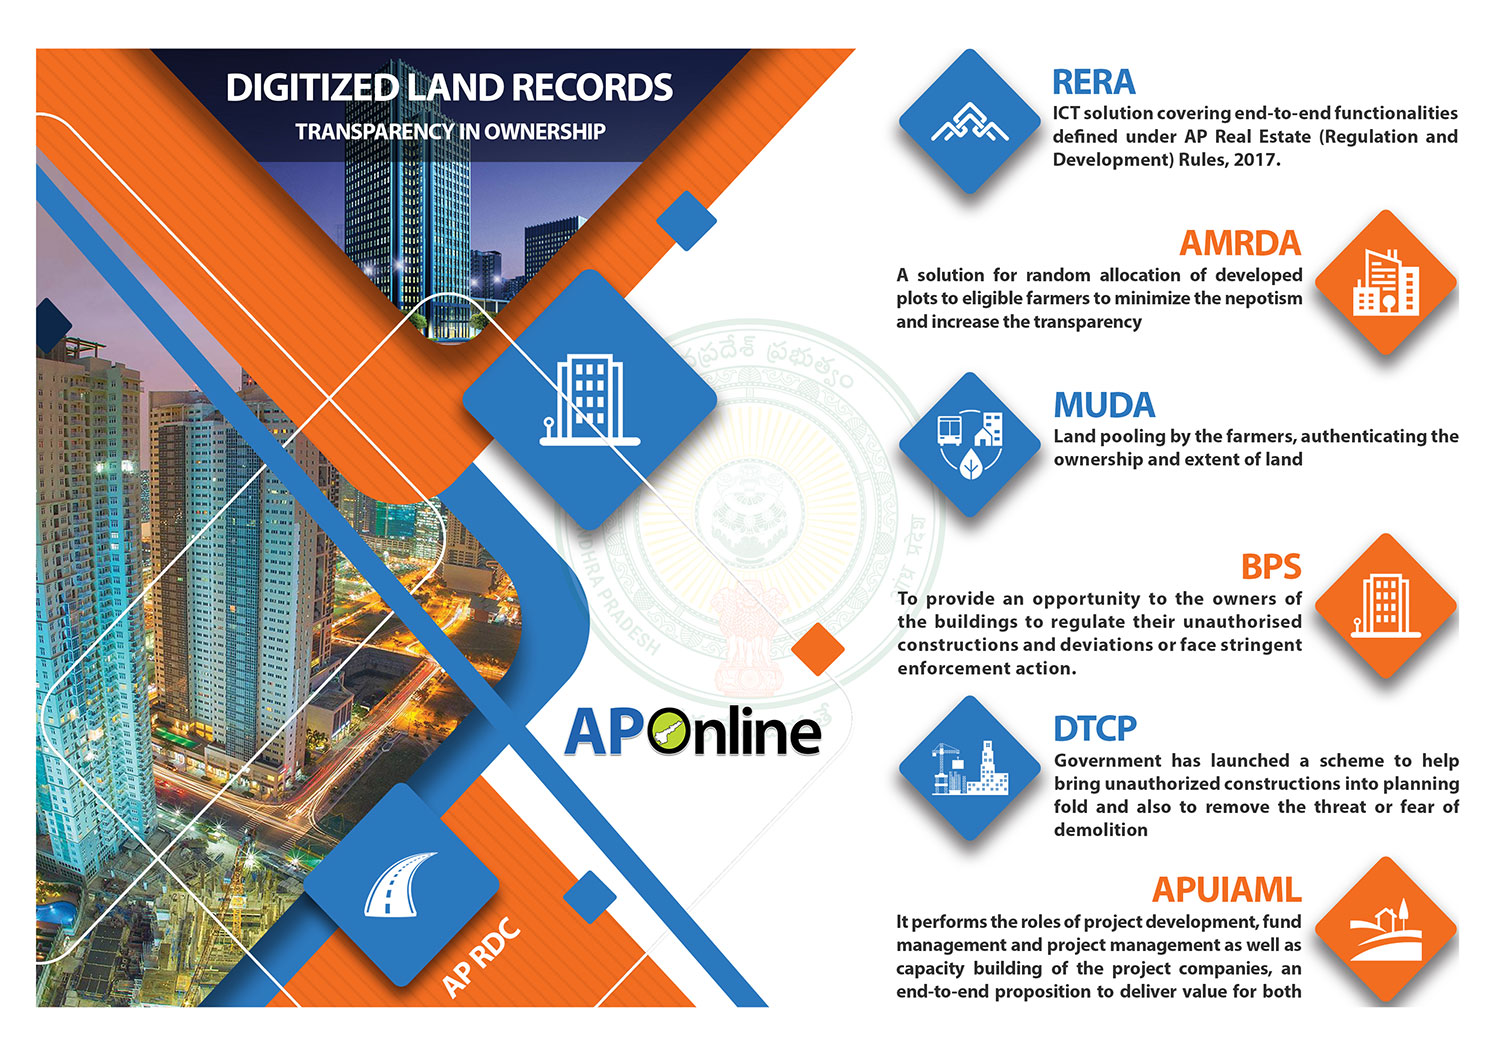 DIGITIZED LAND RECORDS
TRANSPARENCY IN OWNERSHIP
RERA
ICT solution covering end-to-end functionalities
defined under AP Real Estate (Regulation and
Development) Rules, 2017.
AMRDA
A solution for random allocation of developed
plots to eligible farmers to minimize the nepotism
and increase the transparency
MUDA
Land pooling by the farmers, authenticating the
ownership and extent of land
BPS
To provide an opportunity to the owners of
the buildings to regulate their unauthorised
constructions and deviations or face stringent
enforcement action.
DTCP
Government has launched a scheme to help
bring unauthorized constructions into planning
fold and also to remove the threat or fear of
demolition
APUIAML
It performs the roles of project development, fund
management and project management as well as
capacity building of the project companies, an
end-to-end proposition to deliver value for both
ప్రభుత్వం
PRADESH
APOnline
AP RDC